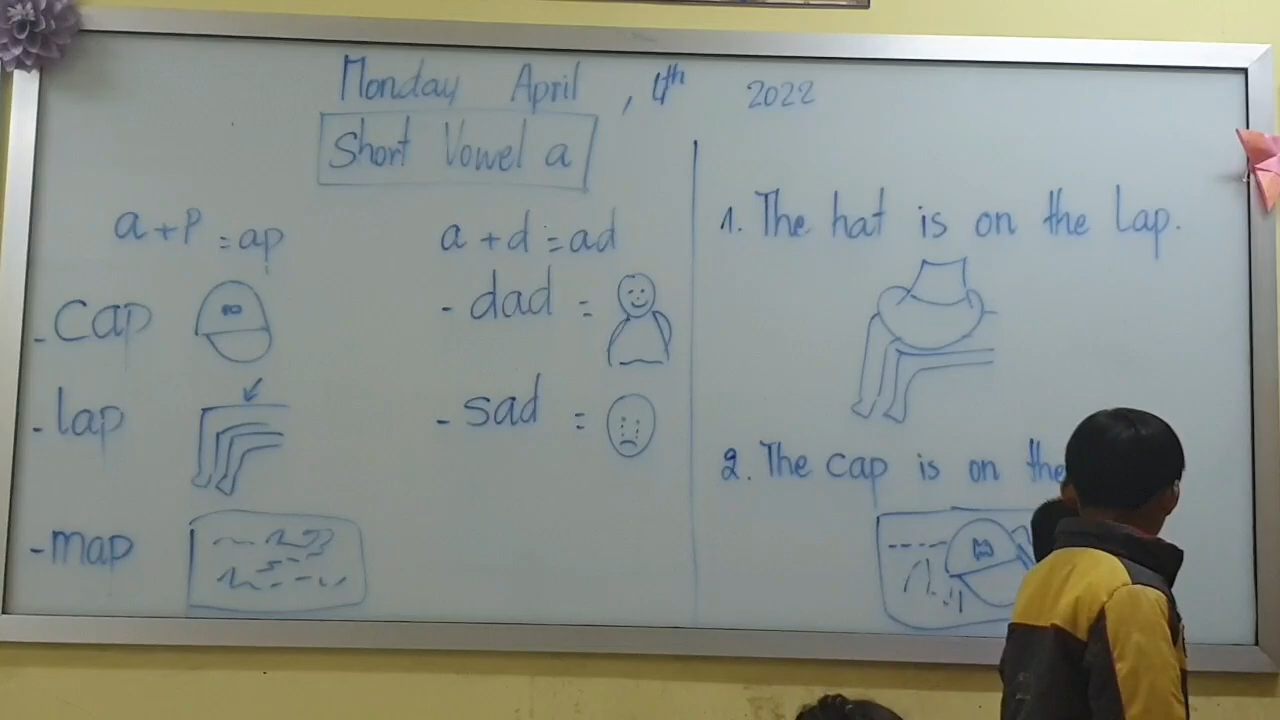 Monday April, 4th 2022
Short Vowel a
a + p = ap
- cap
- lap
- map
a + d = ad
- dad =
- sad =
1. The hat is on the lap.
2. The cap is on the